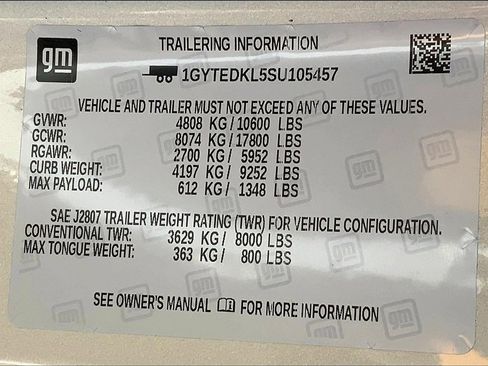 gm
TRAILERING INFORMATION
1GYTEDKL5SU105457
VEHICLE AND TRAILER MUST NOT EXCEED ANY OF THESE VALUES.
GVWR: 4808 KG / 10600 LBS
GCWR: 8074 KG / 17800 LBS
RGAWR: 2700 KG / 5952 LBS
CURB WEIGHT: 4197 KG / 9252 LBS
MAX PAYLOAD: 612 KG / 1348 LBS
SAE J2807 TRAILER WEIGHT RATING (TWR) FOR VEHICLE CONFIGURATION.
CONVENTIONAL TWR: 3629 KG / 8000 LBS
MAX TONGUE WEIGHT: 363 KG / 800 LBS
SEE OWNER'S MANUAL FOR MORE INFORMATION